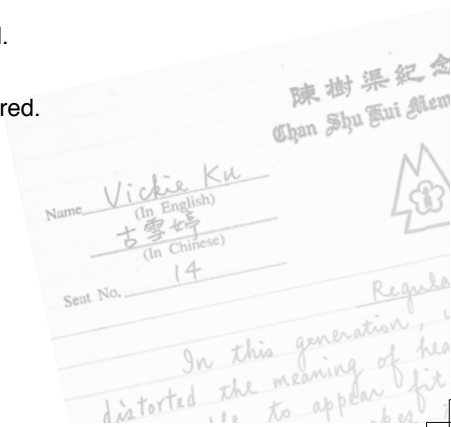 .
red.
陳樹渠紀念
Chan Shu Kui Mem
Name Vickie Ku
(In English)
古雪婷
(In Chinese)
Seat No. 14
Regula
In this generation,
distorted the meaning of hea
to appear fit